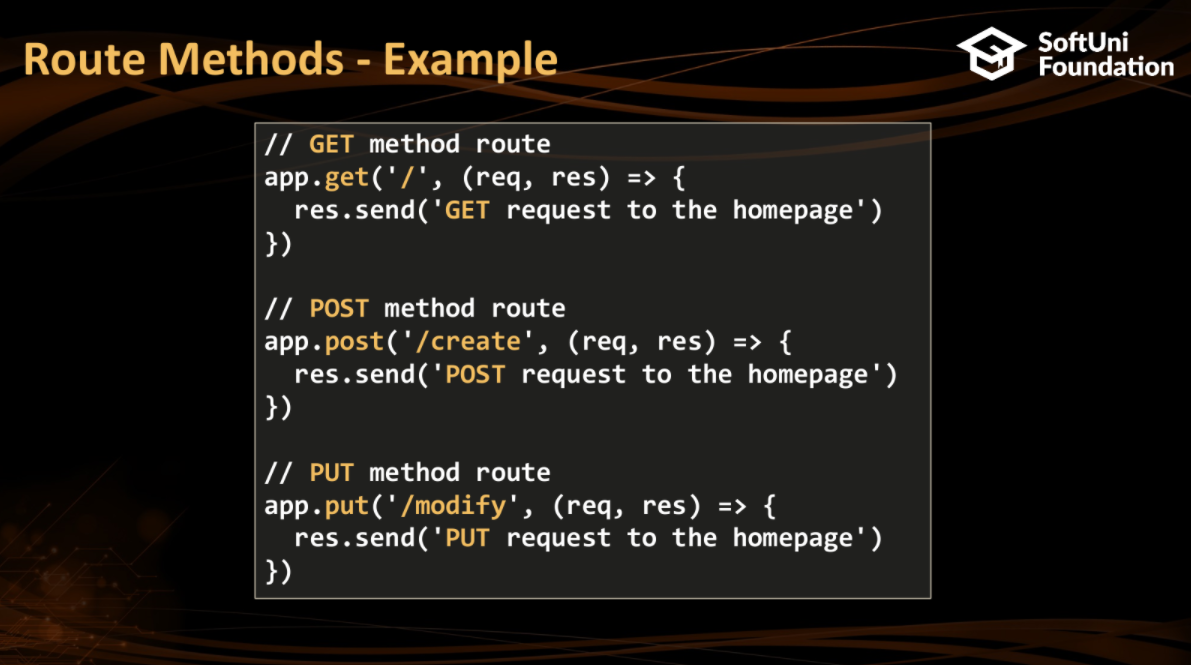 Route Methods - Example
SoftUni
Foundation
// GET method route
app.get('/', (req, res) => {
  res.send('GET request to the homepage')
})

// POST method route
app.post('/create', (req, res) => {
  res.send('POST request to the homepage')
})

// PUT method route
app.put('/modify', (req, res) => {
  res.send('PUT request to the homepage')
})